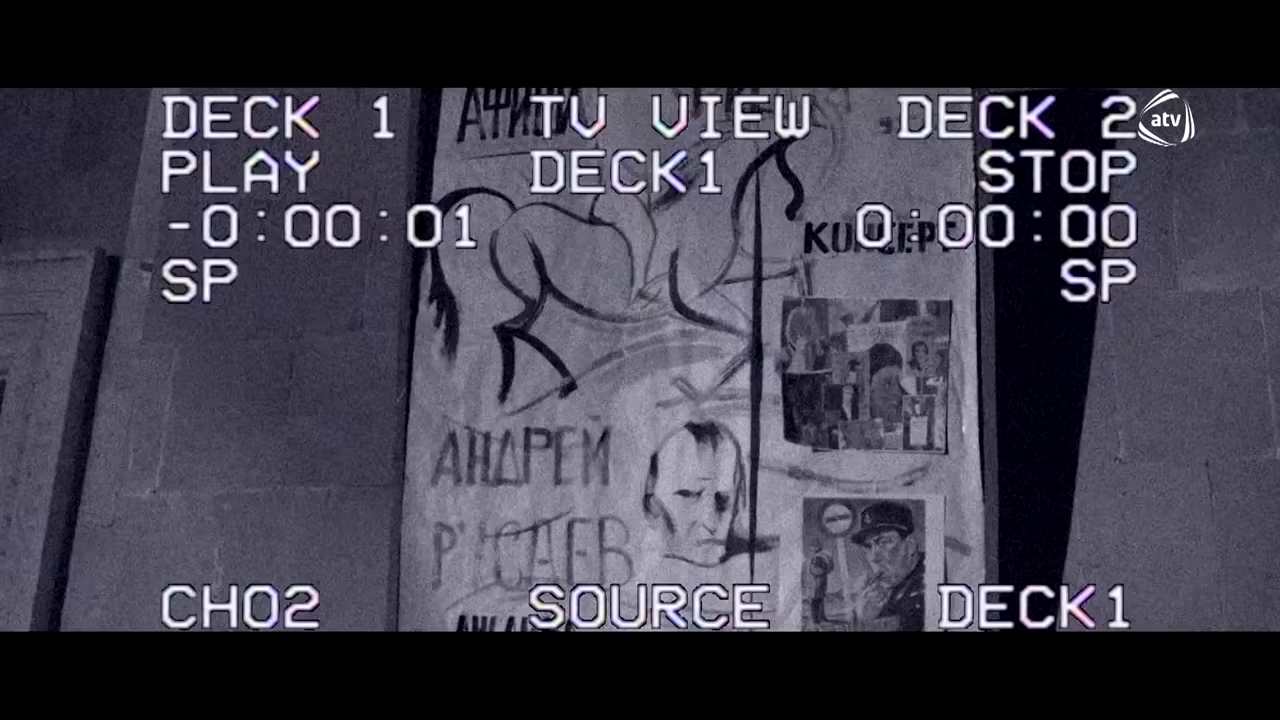 DECK 1 TV VIEW DECK 2
atv
PLAY DECK1 STOP
-0:00:01 0:00:00
SP SP
КОНЦЕРТ
АНДРЕЙ
CH02 SOURCE DECK1